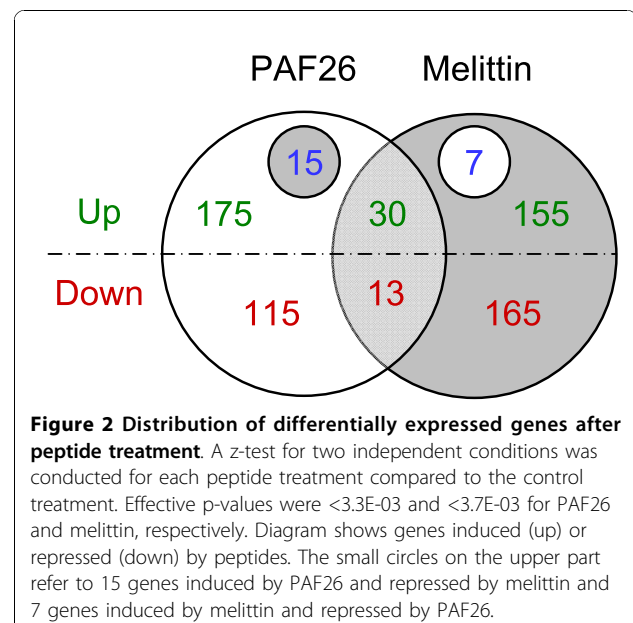 PAF26 Melittin
15 7
Up 175 30 155
Down 115 13 165
Figure 2 Distribution of differentially expressed genes after
peptide treatment. A z-test for two independent conditions was
conducted for each peptide treatment compared to the control
treatment. Effective p-values were <3.3E-03 and <3.7E-03 for PAF26
and melittin, respectively. Diagram shows genes induced (up) or
repressed (down) by peptides. The small circles on the upper part
refer to 15 genes induced by PAF26 and repressed by melittin and
7 genes induced by melittin and repressed by PAF26.